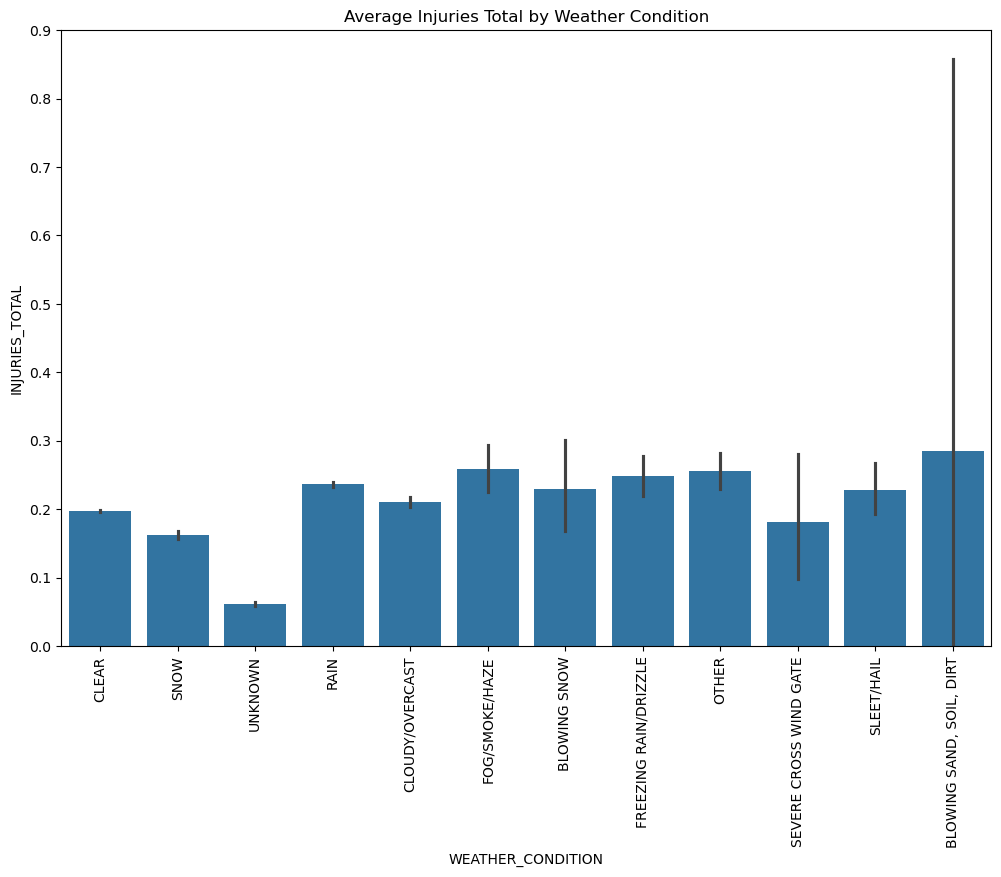 Average Injuries Total by Weather Condition
INJURIES_TOTAL
0.9
0.8
0.7
0.6
0.5
0.4
0.3
0.2
0.1
0.0
CLEAR
SNOW
UNKNOWN
RAIN
CLOUDY/OVERCAST
FOG/SMOKE/HAZE
BLOWING SNOW
FREEZING RAIN/DRIZZLE
OTHER
SEVERE CROSS WIND GATE
SLEET/HAIL
BLOWING SAND, SOIL, DIRT
WEATHER_CONDITION